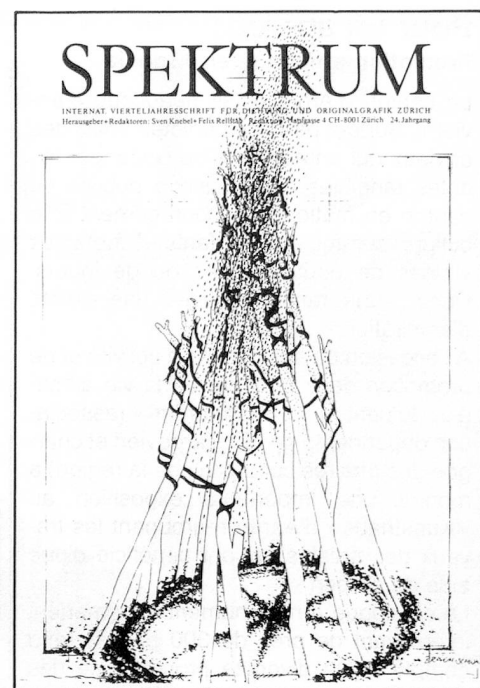 SPEKTRUM
INTERNAT. VIERTELJAHRESSCHRIFT FÜR DICHTUNG UND ORIGINALGRAFIK ZÜRICH
Herausgeber+Redaktoren: Sven Knebel+Felix Rellstab Redaktion: Napfgasse 4 CH-8001 Zürich 24. Jahrgang